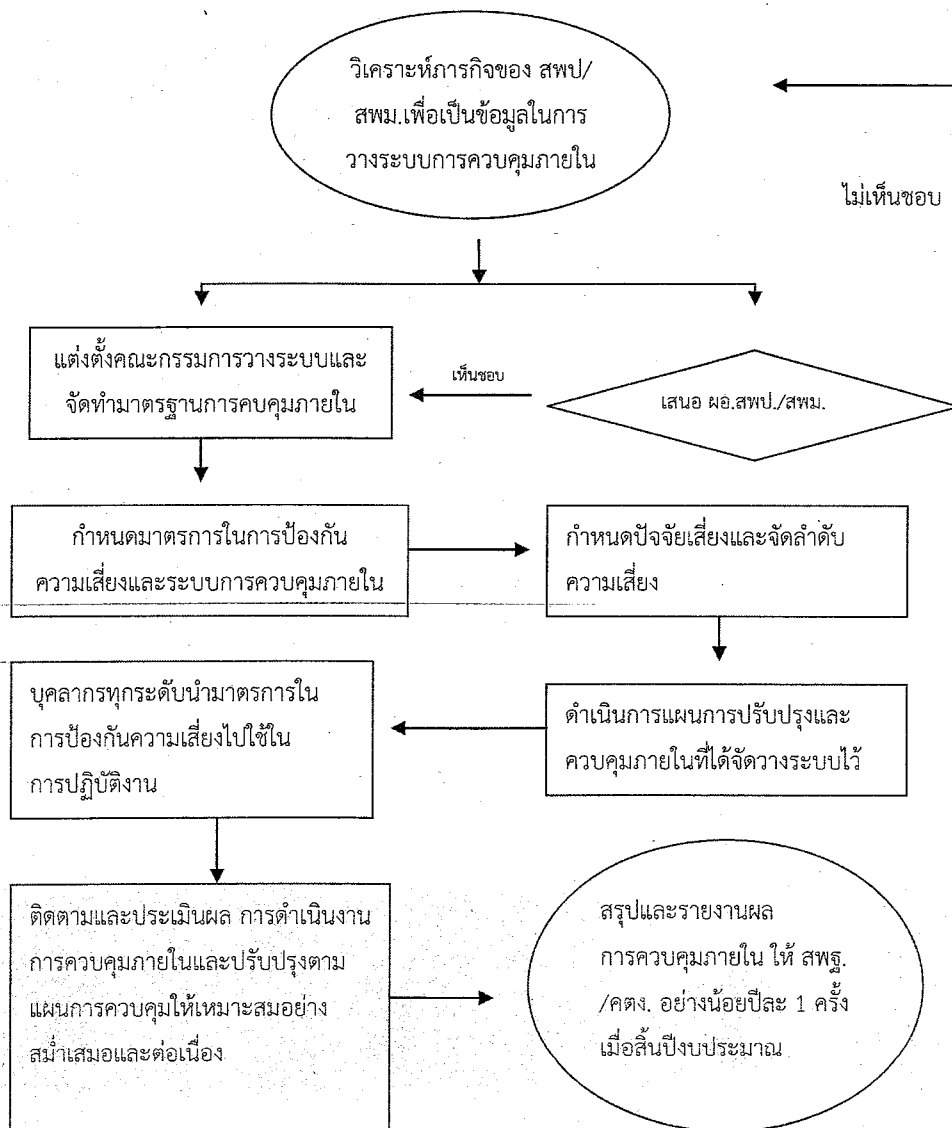 วิเคราะห์ภารกิจของ สพป/
สพม.เพื่อเป็นข้อมูลในการ
วางระบบการควบคุมภายใน
ไม่เห็นชอบ
แต่งตั้งคณะกรรมการวางระบบและ
จัดทำมาตรฐานการคบคุมภายใน
เห็นชอบ
เสนอ ผอ.สพป./สพม.
กำหนดมาตรการในการป้องกัน
ความเสี่ยงและระบบการควบคุมภายใน
กำหนดปัจจัยเสี่ยงและจัดลำดับ
ความเสี่ยง
บุคลากรทุกระดับนำมาตรการใน
การป้องกันความเสี่ยงไปใช้ใน
การปฏิบัติงาน
ดำเนินการแผนการปรับปรุงและ
ควบคุมภายในที่ได้จัดวางระบบไว้
ติดตามและประเมินผล การดำเนินงาน
การควบคุมภายในและปรับปรุงตาม
แผนการควบคุมให้เหมาะสมอย่าง
สม่ำเสมอและต่อเนื่อง
สรุปและรายงานผล
การควบคุมภายใน ให้ สพฐ.
/คตง. อย่างน้อยปีละ 1 ครั้ง
เมื่อสิ้นปีงบประมาณ